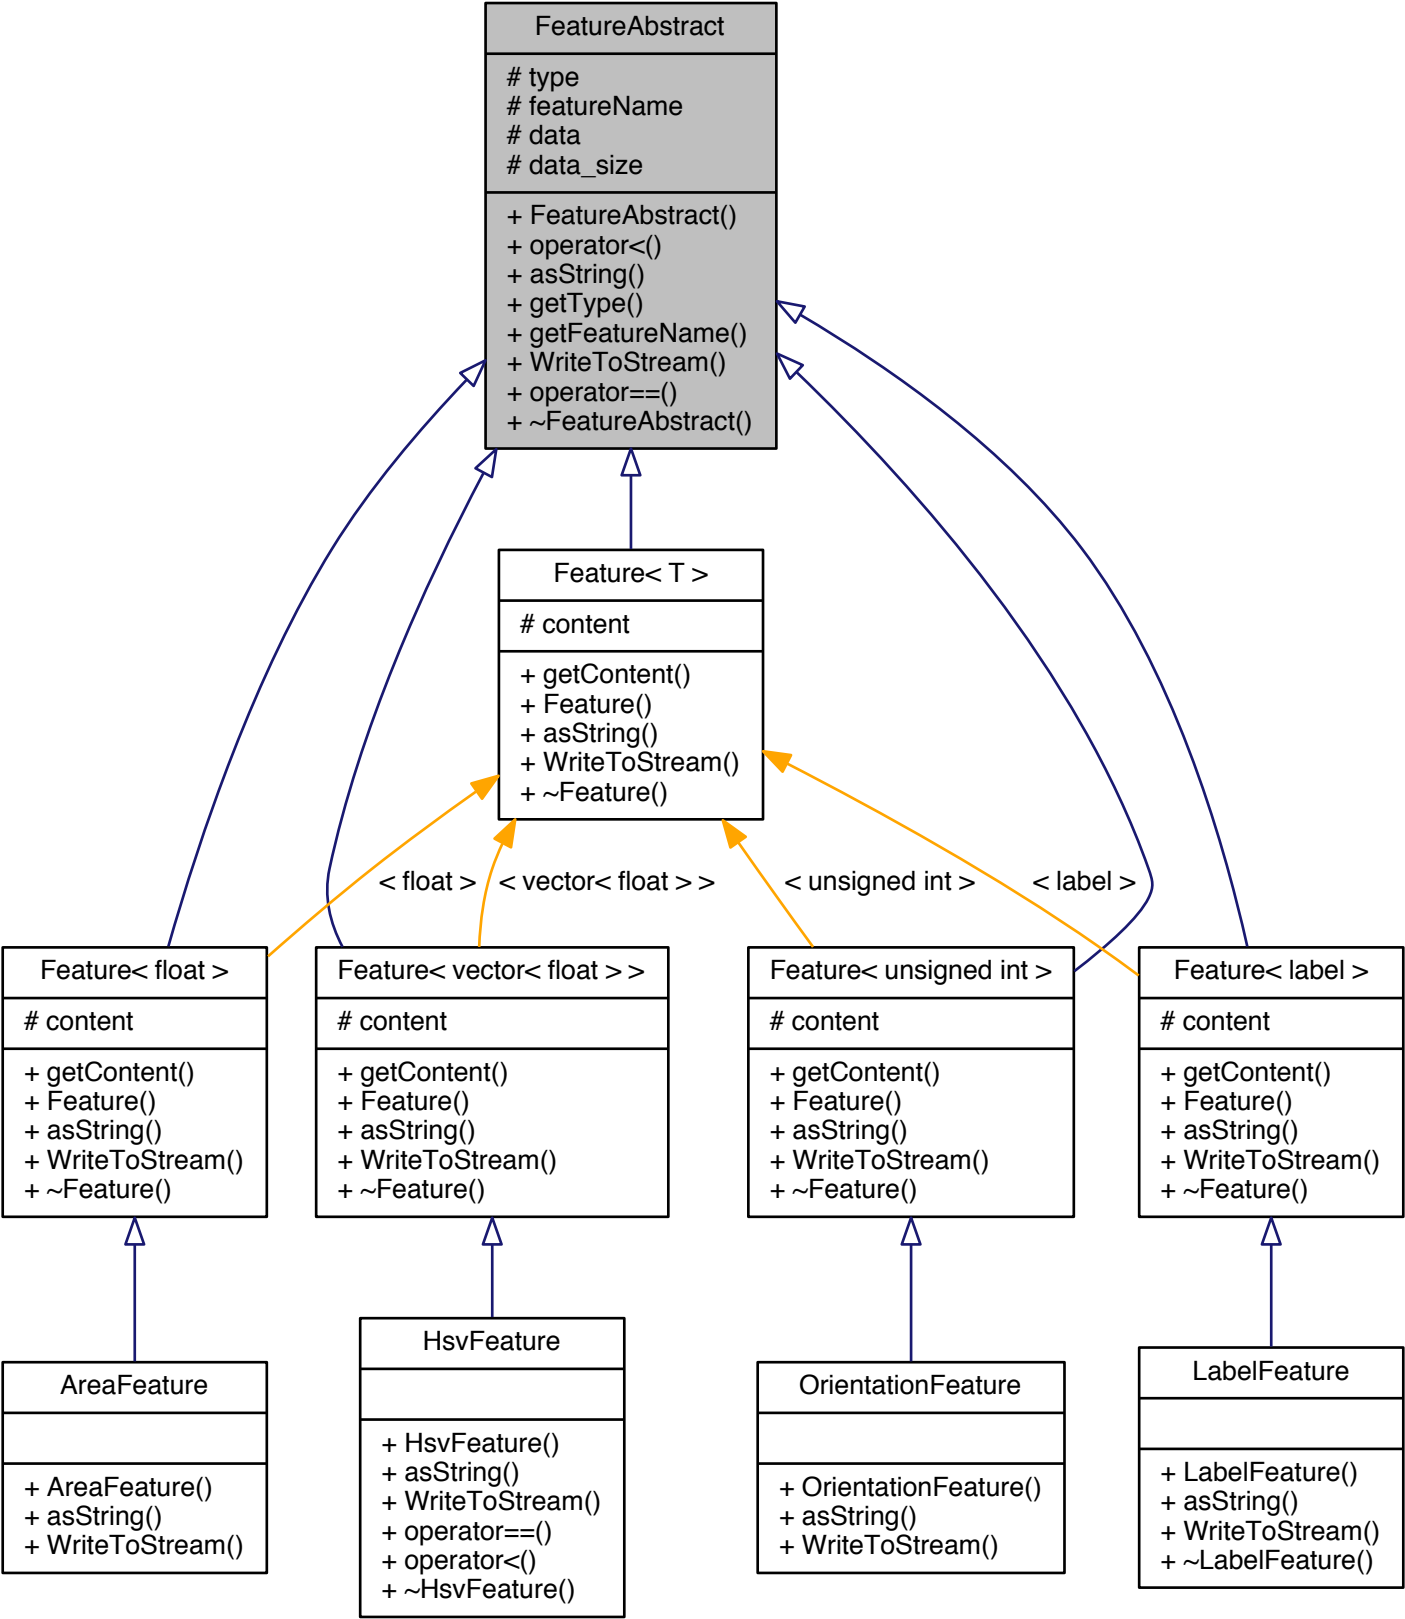 FeatureAbstract
# type
# featureName
# data
# data_size
+ FeatureAbstract()
+ operator<()
+ asString()
+ getType()
+ getFeatureName()
+ WriteToStream()
+ operator==()
+ ~FeatureAbstract()
Feature< T >
# content
+ getContent()
+ Feature()
+ asString()
+ WriteToStream()
+ ~Feature()
< float >
< vector< float > >
< unsigned int >
< label >
Feature< float >
# content
+ getContent()
+ Feature()
+ asString()
+ WriteToStream()
+ ~Feature()
Feature< vector< float > >
# content
+ getContent()
+ Feature()
+ asString()
+ WriteToStream()
+ ~Feature()
Feature< unsigned int >
# content
+ getContent()
+ Feature()
+ asString()
+ WriteToStream()
+ ~Feature()
Feature< label >
# content
+ getContent()
+ Feature()
+ asString()
+ WriteToStream()
+ ~Feature()
AreaFeature
+ AreaFeature()
+ asString()
+ WriteToStream()
HsvFeature
+ HsvFeature()
+ asString()
+ WriteToStream()
+ operator==()
+ operator<()
+ ~HsvFeature()
OrientationFeature
+ OrientationFeature()
+ asString()
+ WriteToStream()
LabelFeature
+ LabelFeature()
+ asString()
+ WriteToStream()
+ ~LabelFeature()